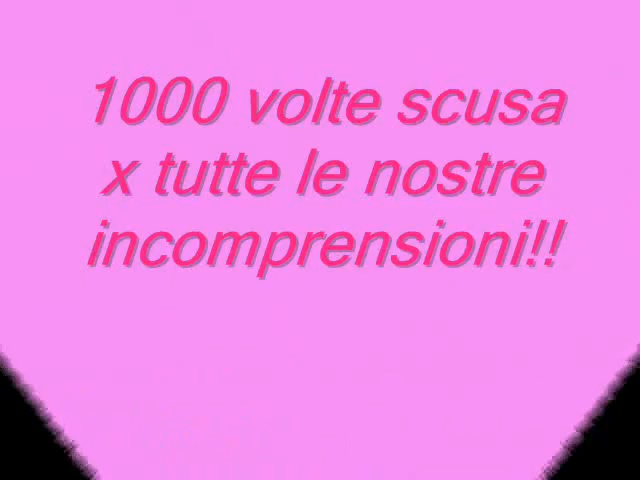 1000 volte scusa
x tutte le nostre
incomprensioni!!